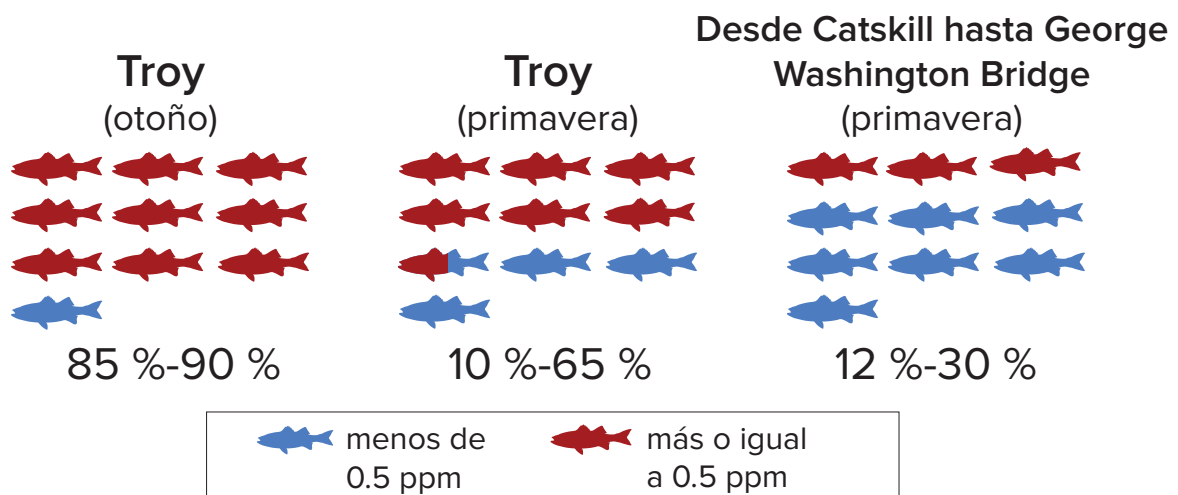 Troy
(otoño)
85 %-90 %
Troy
(primavera)
10 %-65 %
Desde Catskill hasta George
Washington Bridge
(primavera)
12 %-30 %
menos de
0.5 ppm
más o igual
a 0.5 ppm